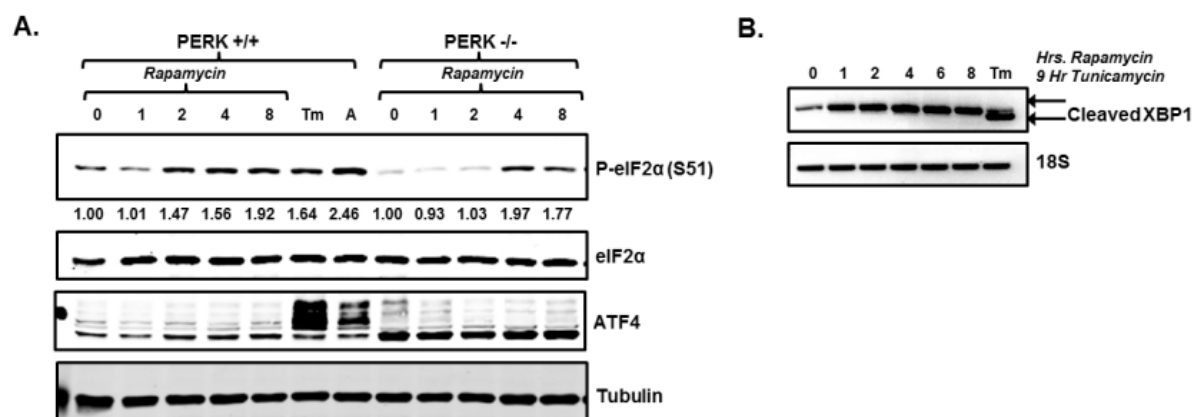 A.
PERK +/+ PERK -/-
Rapamycin Rapamycin
0 1 2 4 8 Tm A 0 1 2 4 8
P-eIF2α (S51)
1.00 1.01 1.47 1.56 1.92 1.64 2.46 1.00 0.93 1.03 1.97 1.77
eIF2α
ATF4
Tubulin
B.
Hrs. Rapamycin
0 1 2 4 6 8 Tm 9 Hr Tunicamycin
Cleaved XBP1
18S